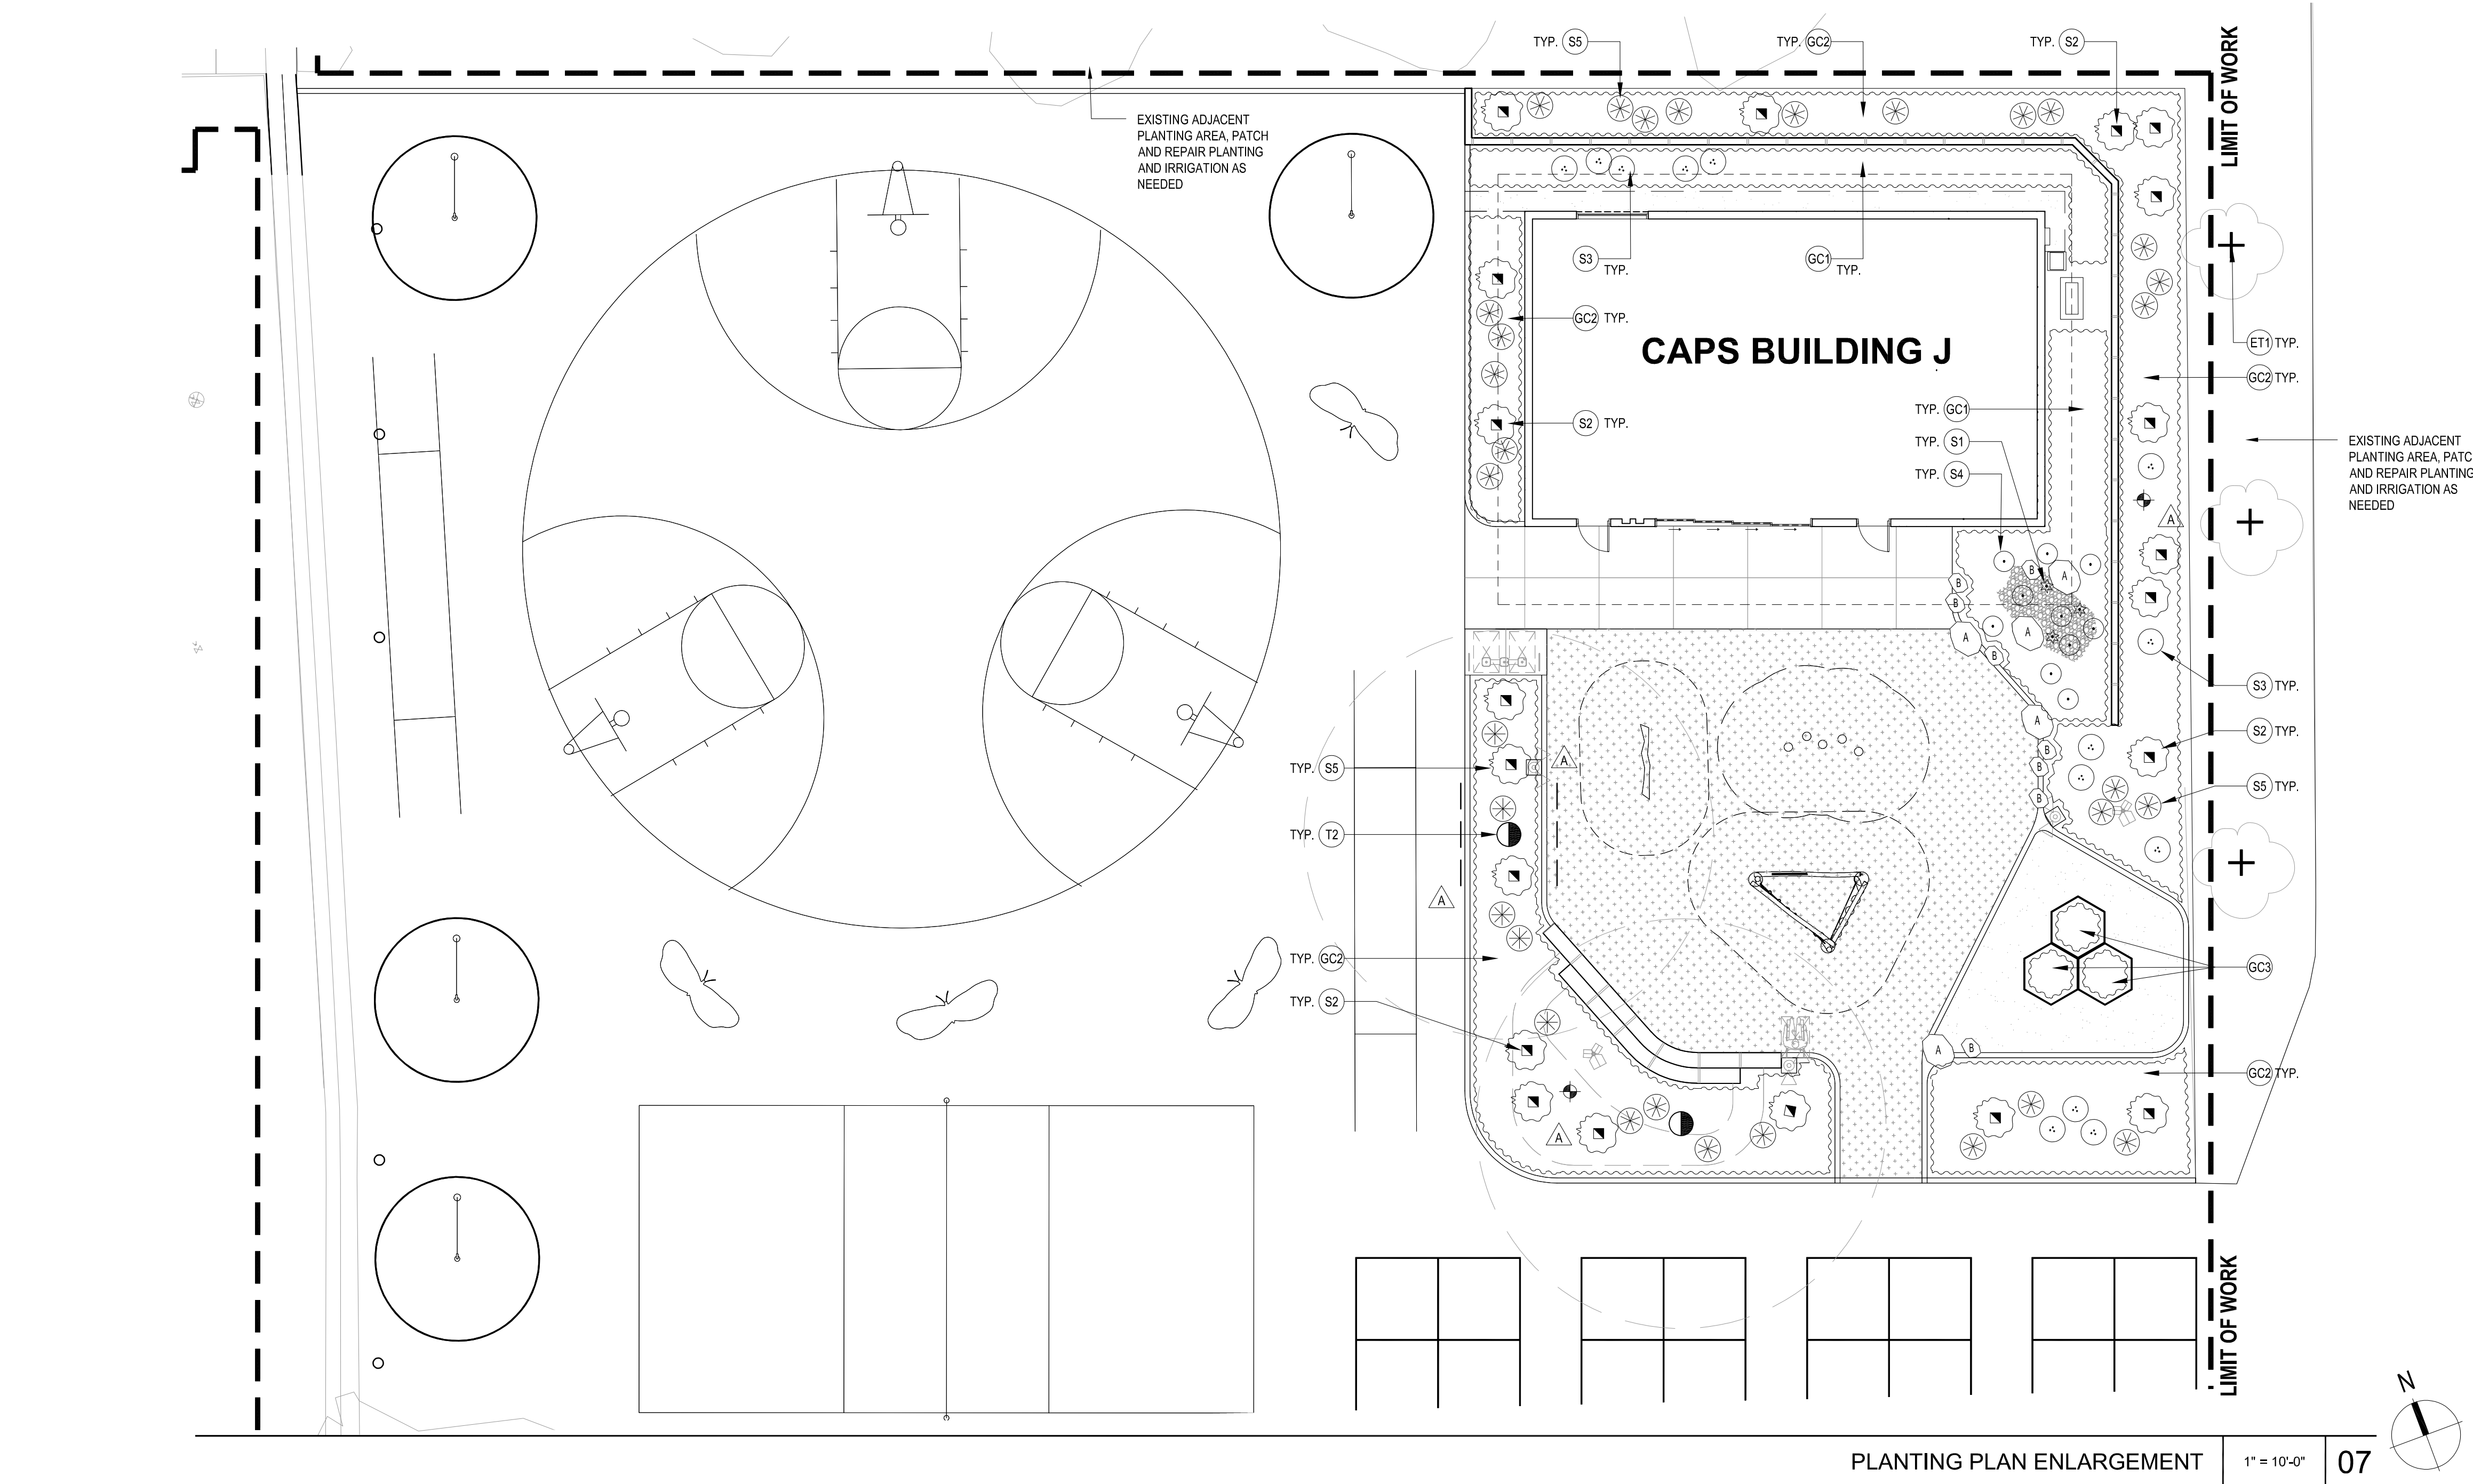 TYP. S5
TYP. GC2
TYP. S2
LIMIT OF WORK
EXISTING ADJACENT
PLANTING AREA, PATCH
AND REPAIR PLANTING
AND IRRIGATION AS
NEEDED
S3 TYP.
GC1 TYP.
GC2 TYP.
ET1 TYP.
CAPS BUILDING J
GC2 TYP.
TYP. GC1
S2 TYP.
TYP. S1
TYP. S4
EXISTING ADJACENT
PLANTING AREA, PATC
AND REPAIR PLANTING
AND IRRIGATION AS
NEEDED
A
B
A
B
B
A
A
B
S3 TYP.
A
S2 TYP.
B
A
B
TYP. S5
S5 TYP.
B
TYP. T2
A
TYP. GC2
GC3
TYP. S2
A
B
GC2 TYP.
A
LIMIT OF WORK
N
PLANTING PLAN ENLARGEMENT
1" = 10'-0"
07